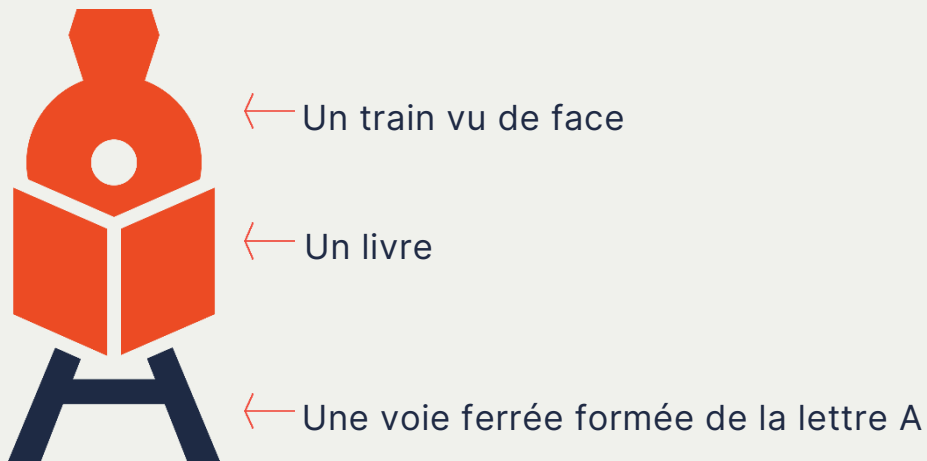 Un train vu de face
Un livre
Une voie ferrée formée de la lettre A